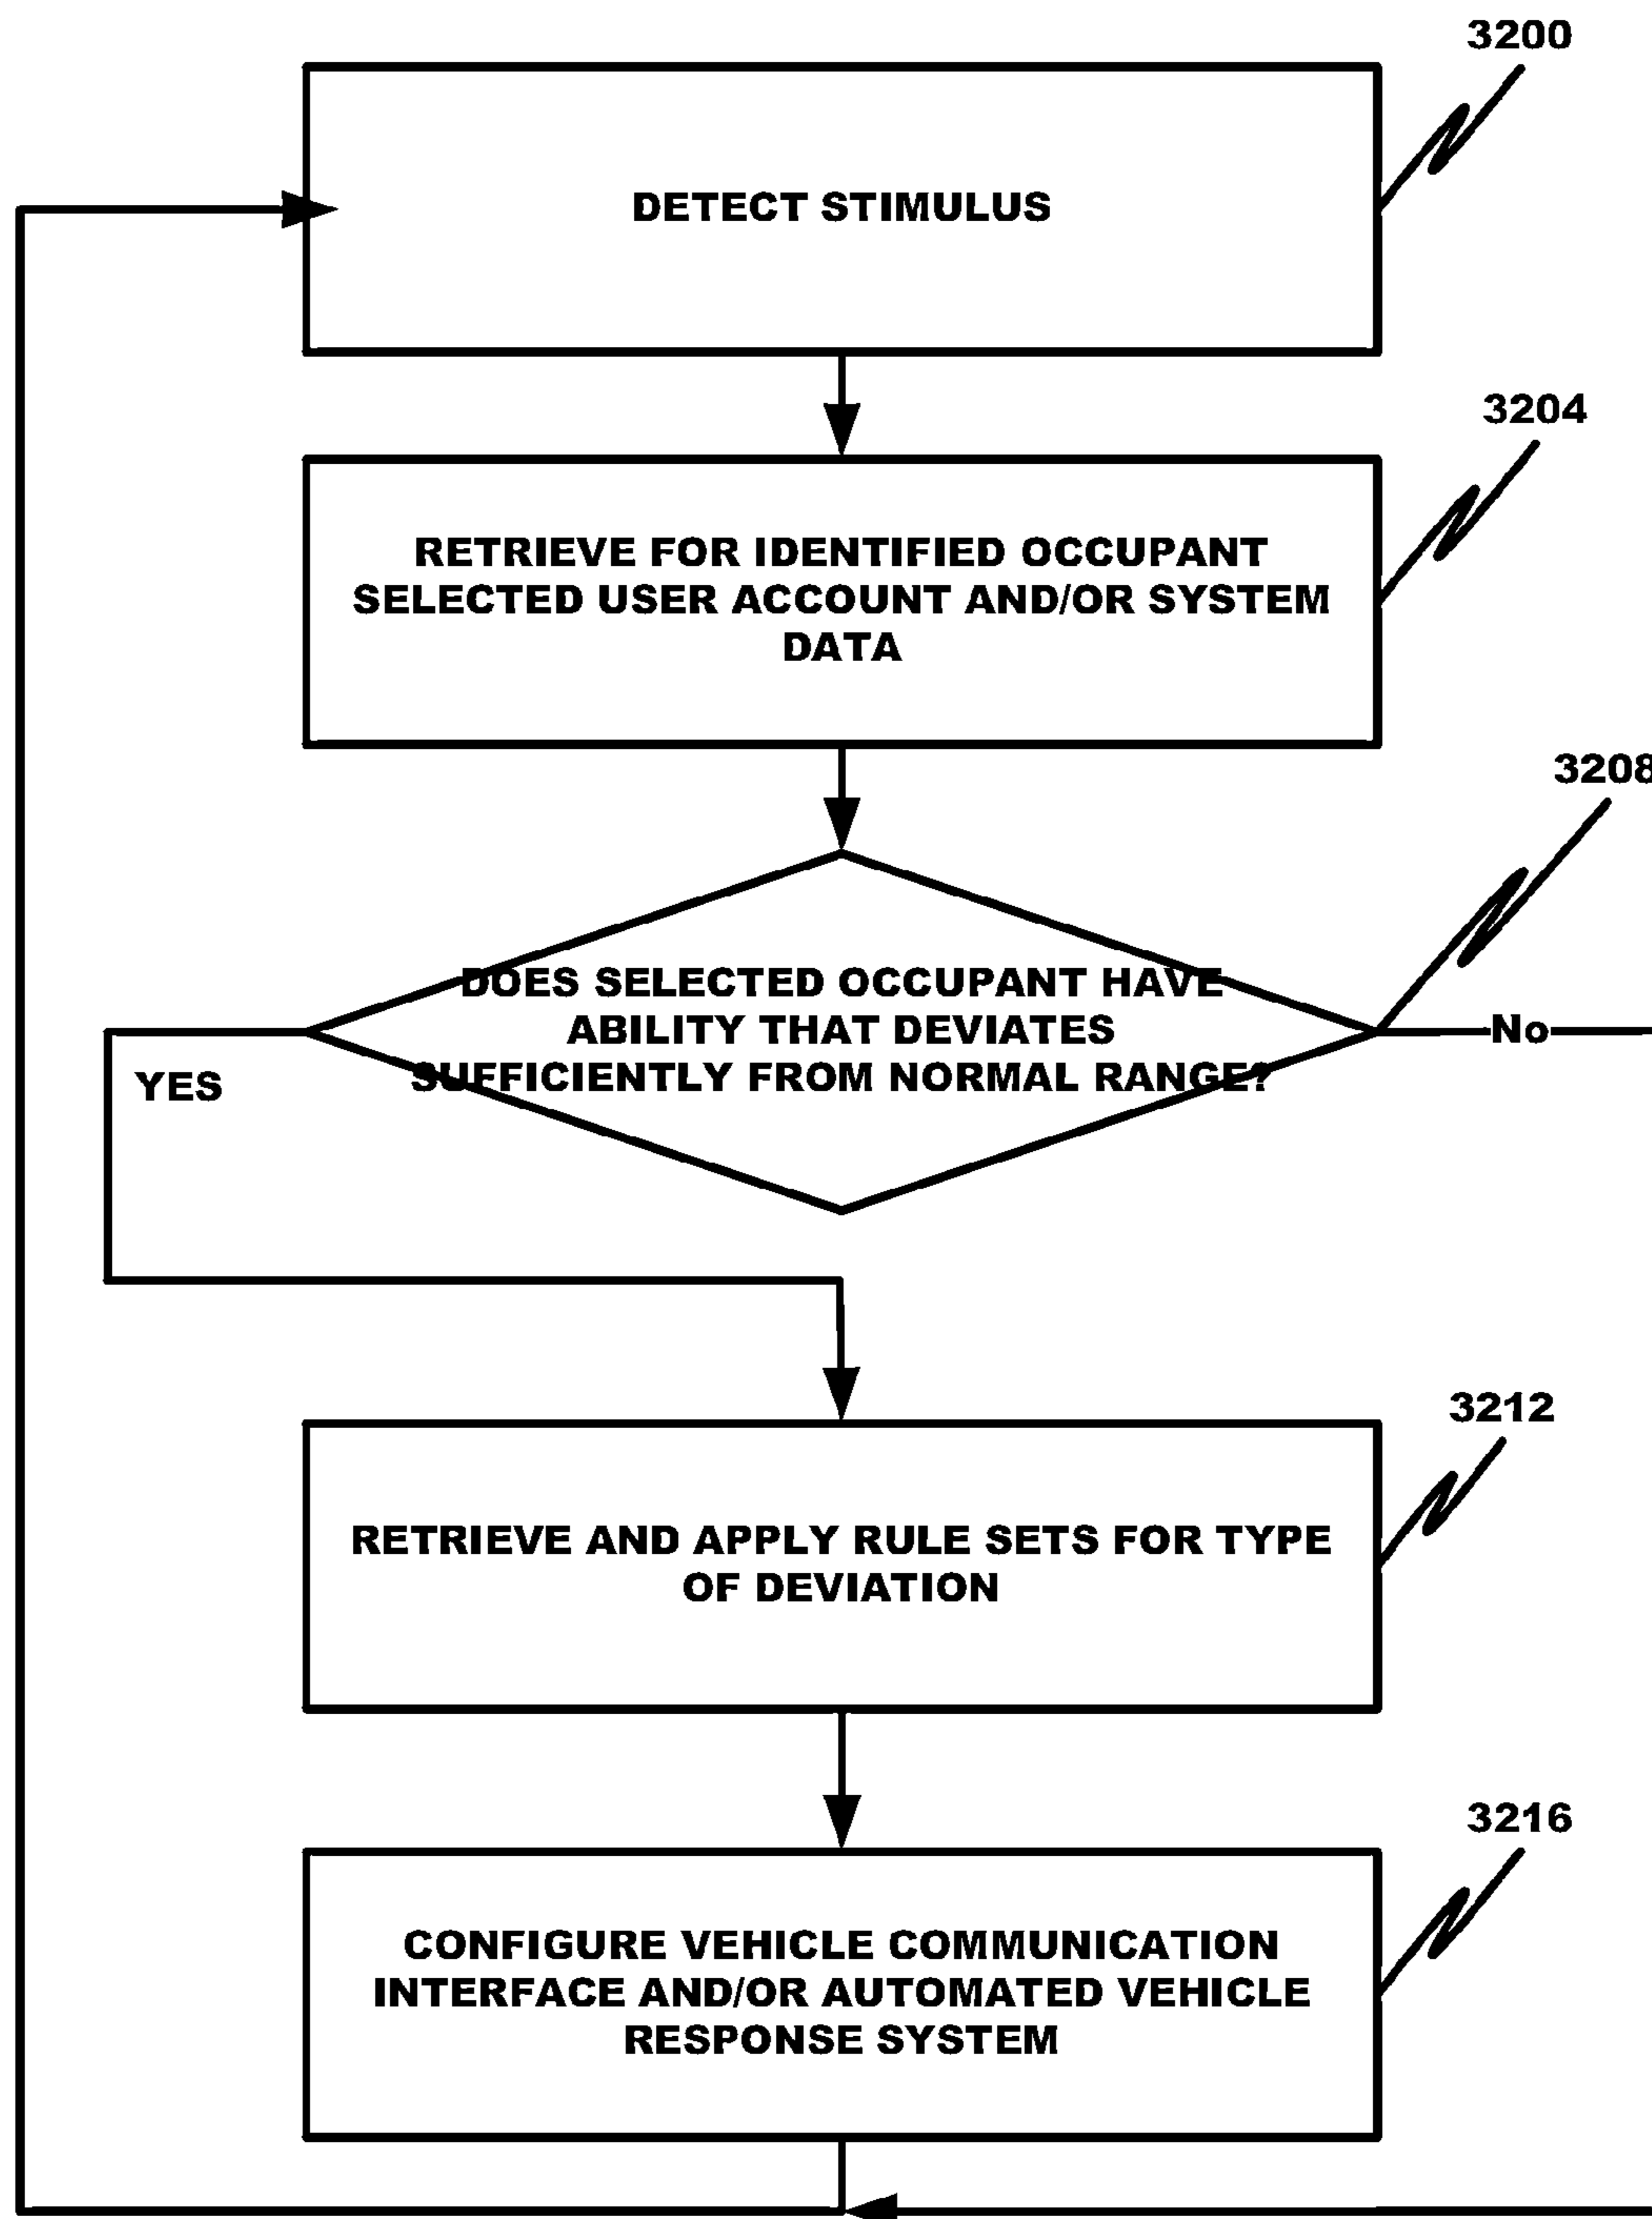 3200
DETECT STIMULUS
3204
RETRIEVE FOR IDENTIFIED OCCUPANT
SELECTED USER ACCOUNT AND/OR SYSTEM
DATA
3208
DOES SELECTED OCCUPANT HAVE
ABILITY THAT DEVIATES
SUFFICIENTLY FROM NORMAL RANGE?
No
YES
3212
RETRIEVE AND APPLY RULE SETS FOR TYPE
OF DEVIATION
3216
CONFIGURE VEHICLE COMMUNICATION
INTERFACE AND/OR AUTOMATED VEHICLE
RESPONSE SYSTEM